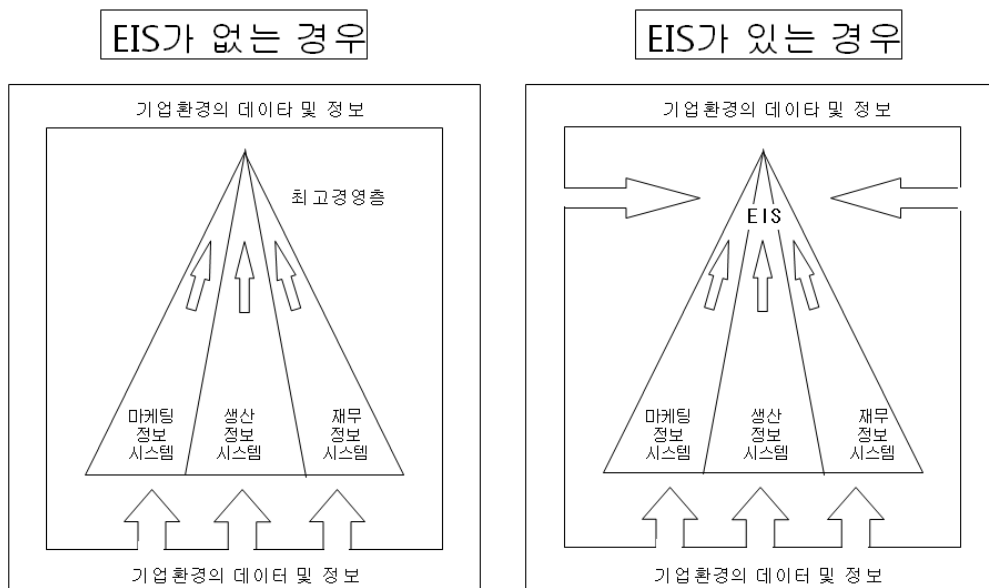 EIS가 없는 경우
기업환경의 데이타 및 정보
최고경영층
마케팅
정보
시스템
생산
정보
시스템
재무
정보
시스템
기업환경의 데이터 및 정보
EIS가 있는 경우
기업환경의 데이타 및 정보
EIS
마케팅
정보
시스템
생산
정보
시스템
재무
정보
시스템
기업환경의 데이터 및 정보